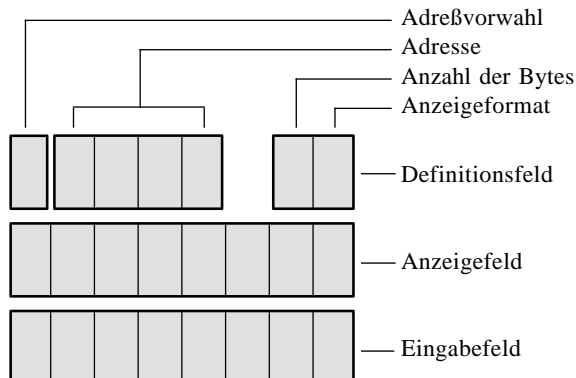 Adreßvorwahl
Adresse
Anzahl der Bytes
Anzeigeformat
Definitionsfeld
Anzeigefeld
Eingabefeld